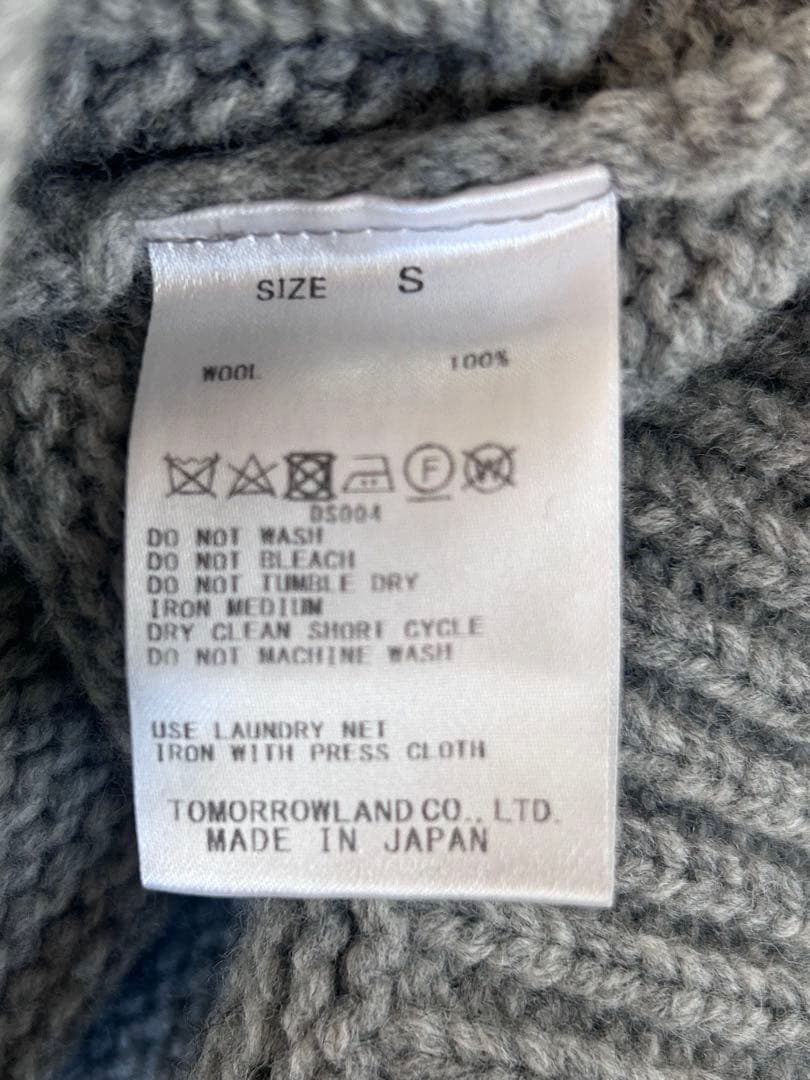 SIZE S
WOOL 100%
F W
DS004
DO NOT WASH
DO NOT BLEACH
DO NOT TUMBLE DRY
IRON MEDIUM
DRY CLEAN SHORT CYCLE
DO NOT MACHINE WASH
USE LAUNDRY NET
IRON WITH PRESS CLOTH
TOMORROWLAND CO., LTD.
MADE IN JAPAN